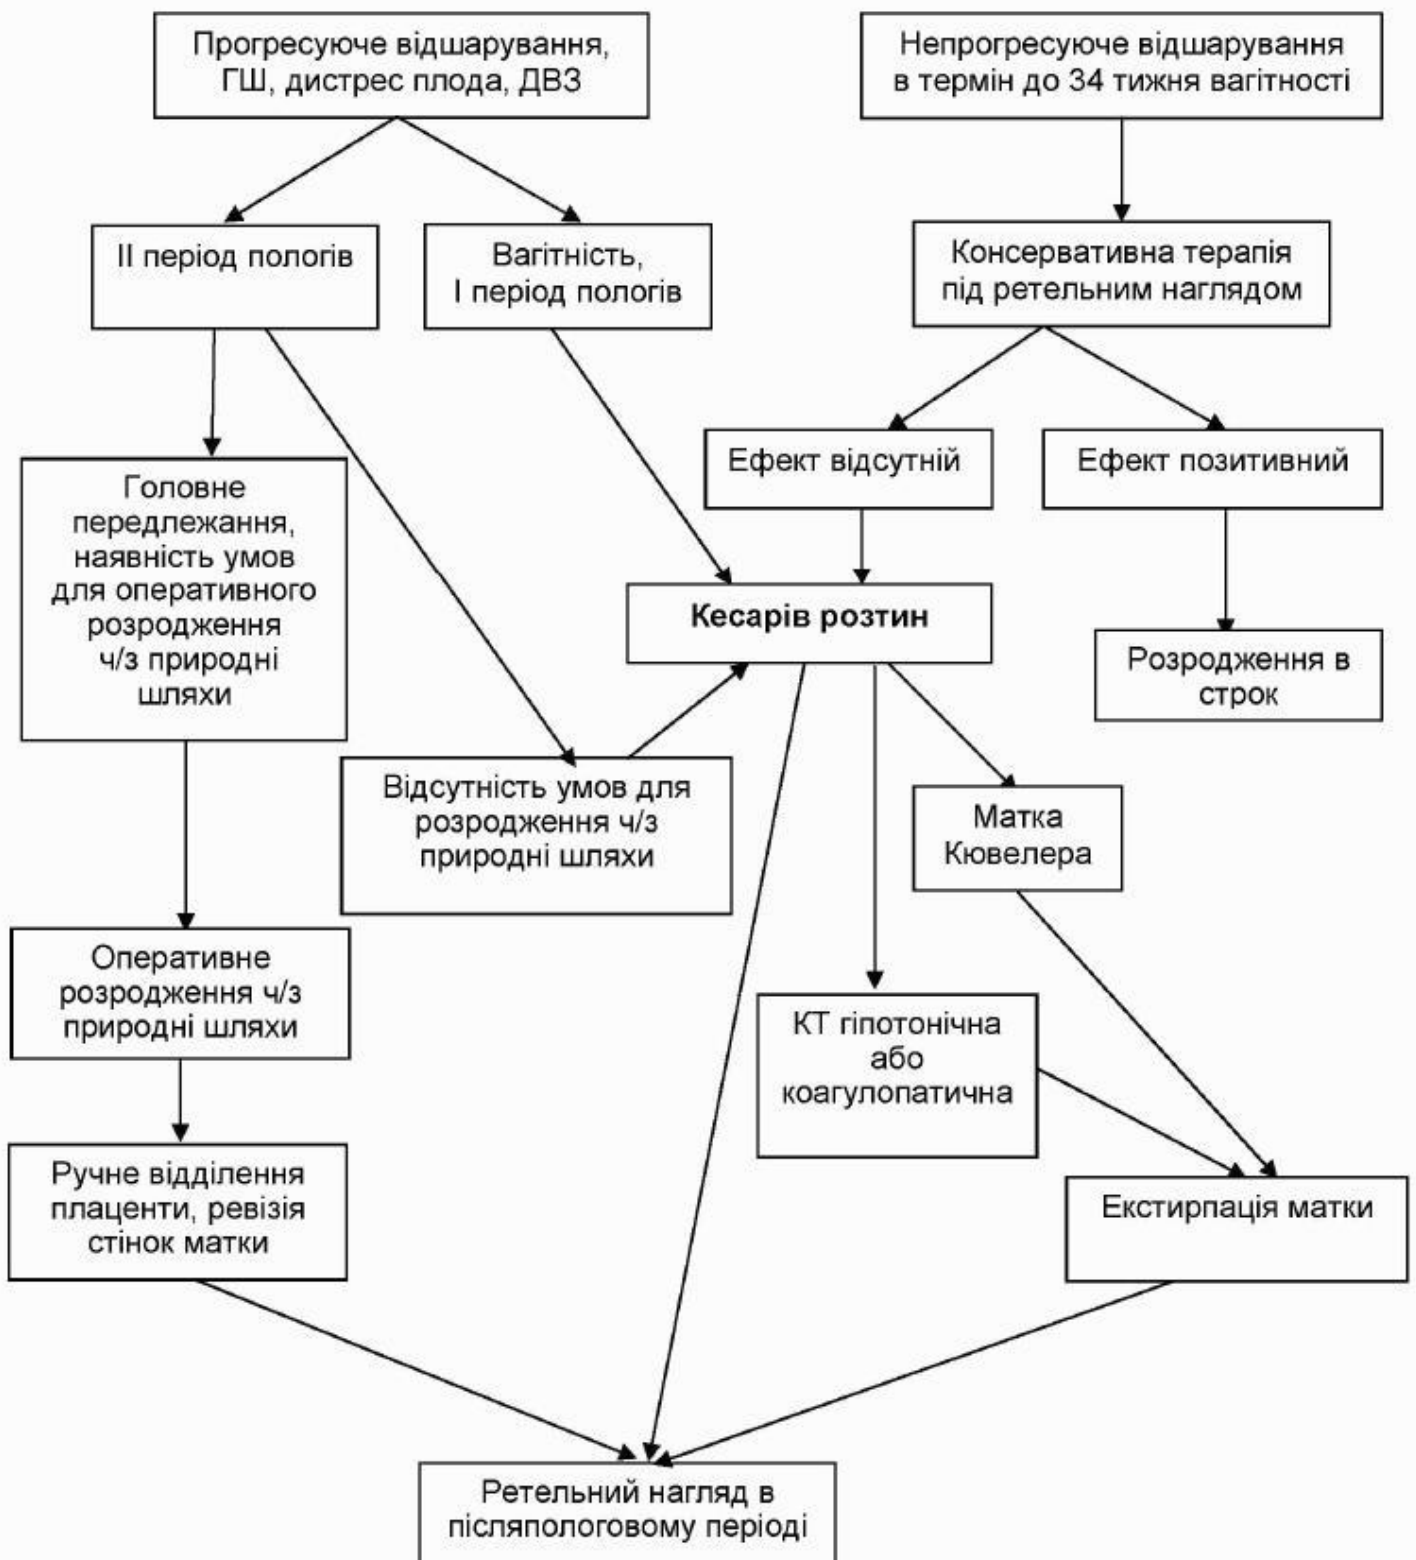 Прогресуюче відшарування,
ГШ, дистрес плода, ДВЗ
Непрогресуюче відшарування
в термін до 34 тижня вагітності
ІІ період пологів
Вагітність,
І період пологів
Консервативна терапія
під ретельним наглядом
Ефект відсутній
Ефект позитивний
Головне
передлежання,
наявність умов
для оперативного
розродження
ч/з природні
шляхи
Кесарів розтин
Розродження в
строк
Відсутність умов для
розродження ч/з
природні шляхи
Матка
Кювелера
Оперативне
розродження ч/з
природні шляхи
КТ гіпотонічна
або
коагулопатична
Ручне відділення
плаценти, ревізія
стінок матки
Екстирпація матки
Ретельний нагляд в
післяпологовому періоді